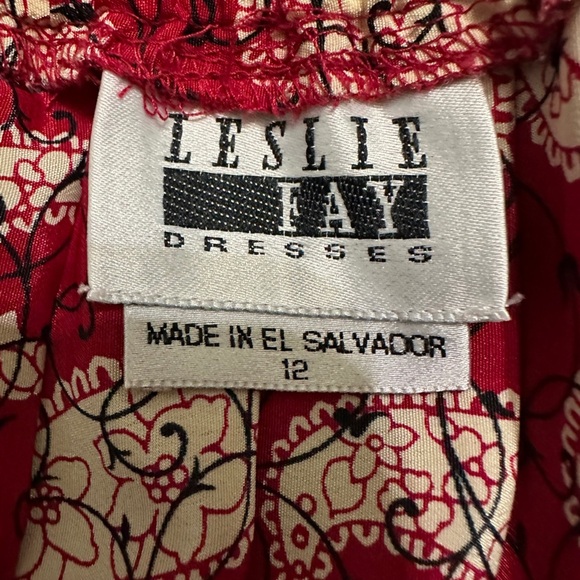 LESLIE
FAY
DRESSES
MADE IN EL SALVADOR
12